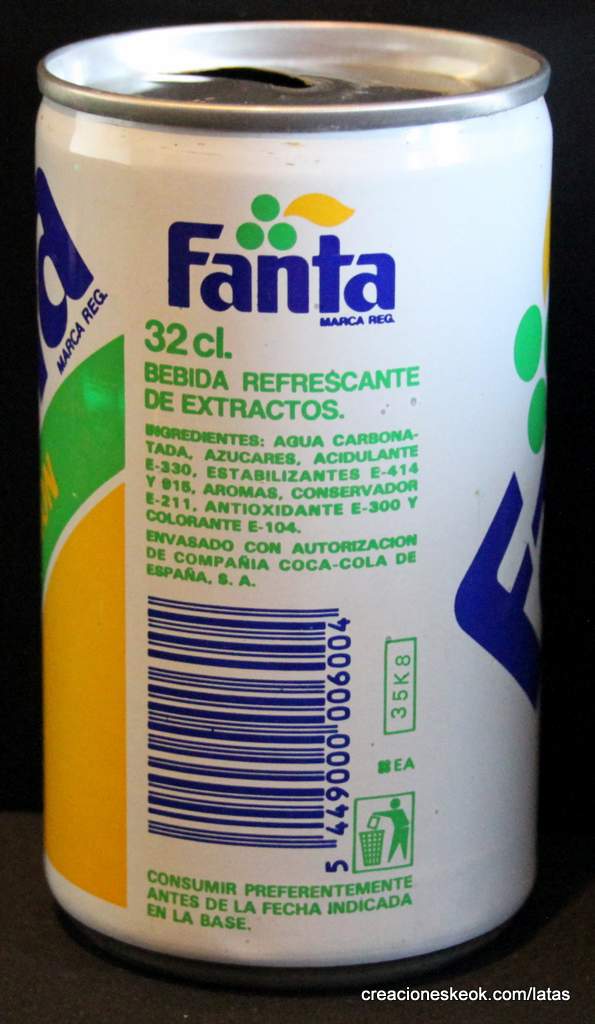 Fanta
MARCA REG.
32 cl.
BEBIDA REFRESCANTE
DE EXTRACTOS.
INGREDIENTES: AGUA CARBONA-
TADA, AZUCARES, ACIDULANTE
E-330, ESTABILIZANTES E-414
Y 915, AROMAS, CONSERVADOR
E-211, ANTIOXIDANTE E-300 Y
COLORANTE E-104.
ENVASADO CON AUTORIZACION
DE COMPAÑIA COCA-COLA DE
ESPAÑA, S. A.
5 449000 006004
35K8
EA
CONSUMIR PREFERENTEMENTE
ANTES DE LA FECHA INDICADA
EN LA BASE.
MARCA REG.
creacioneskeok.com/latas